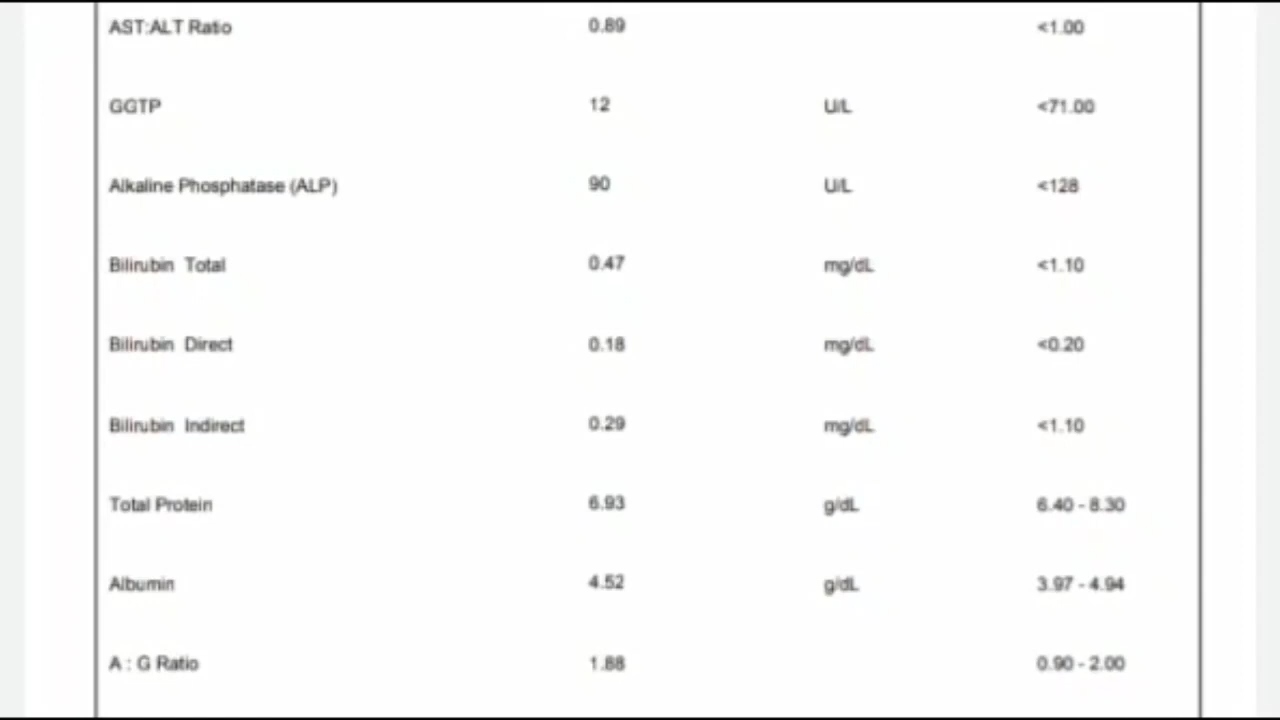 AST:ALT Ratio 0.89 <1.00
GGTP 12 U/L <71.00
Alkaline Phosphatase (ALP) 90 U/L <128
Bilirubin Total 0.47 mg/dL <1.10
Bilirubin Direct 0.18 mg/dL <0.20
Bilirubin Indirect 0.29 mg/dL <1.10
Total Protein 6.93 g/dL 6.40 - 8.30
Albumin 4.52 g/dL 3.97 - 4.94
A : G Ratio 1.88 0.90 - 2.00